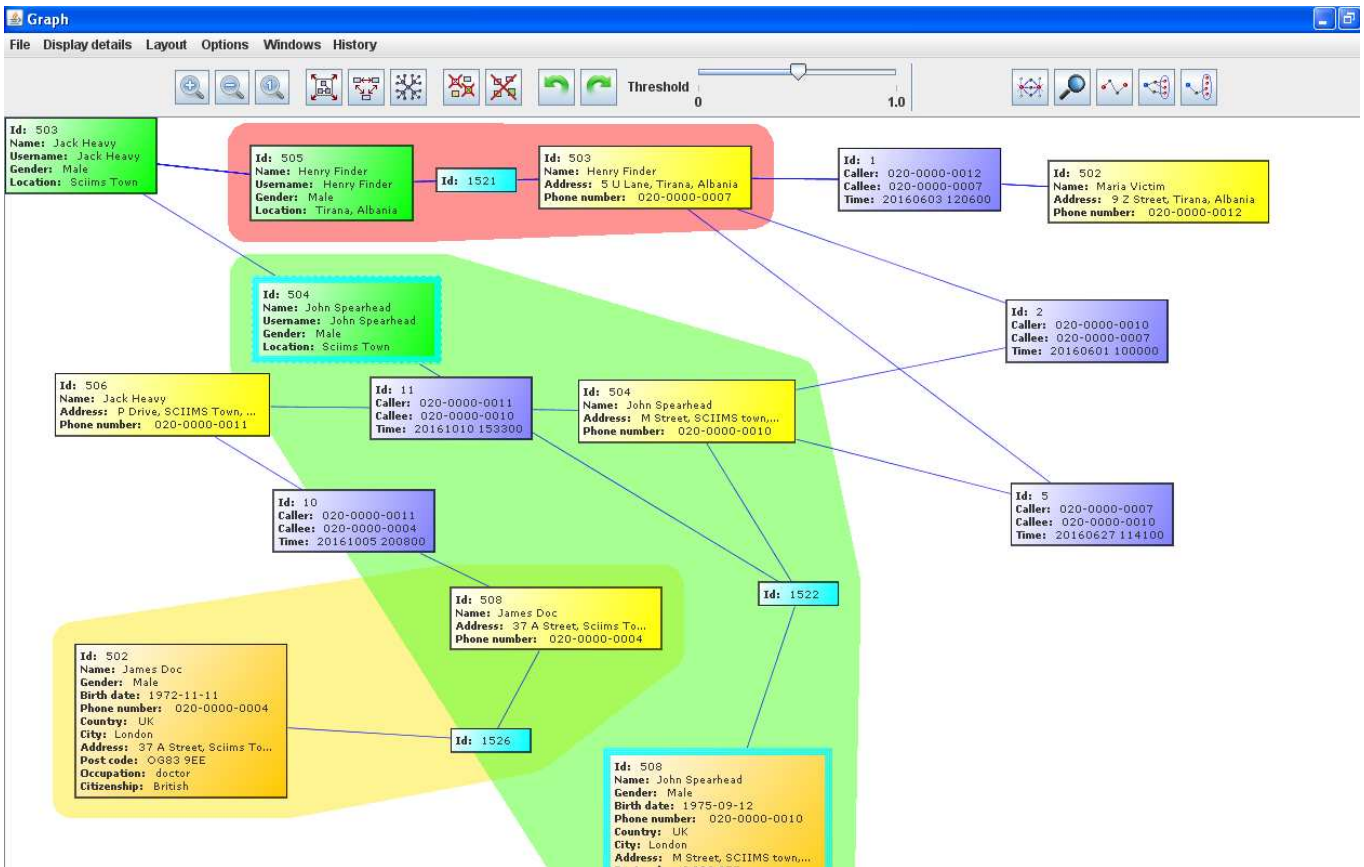 Graph
File Display details Layout Options Windows History
Threshold
0 1.0
Id: 503
Name: Jack Heavy
Username: Jack Heavy
Gender: Male
Location: Sciims Town
Id: 505
Name: Henry Finder
Username: Henry Finder
Gender: Male
Location: Tirana, Albania
Id: 1521
Id: 503
Name: Henry Finder
Address: 5 U Lane, Tirana, Albania
Phone number: 020-0000-0007
Id: 1
Caller: 020-0000-0012
Callee: 020-0000-0007
Time: 20160603 120600
Id: 502
Name: Maria Victim
Address: 9 Z Street, Tirana, Albania
Phone number: 020-0000-0012
Id: 504
Name: John Spearhead
Username: John Spearhead
Gender: Male
Location: Sciims Town
Id: 2
Caller: 020-0000-0010
Callee: 020-0000-0007
Time: 20160601 100000
Id: 506
Name: Jack Heavy
Address: P Drive, SCIIMS Town, ...
Phone number: 020-0000-0011
Id: 11
Caller: 020-0000-0011
Callee: 020-0000-0010
Time: 20161010 153300
Id: 504
Name: John Spearhead
Address: M Street, SCIIMS town,...
Phone number: 020-0000-0010
Id: 10
Caller: 020-0000-0011
Callee: 020-0000-0004
Time: 20161005 200800
Id: 5
Caller: 020-0000-0007
Callee: 020-0000-0010
Time: 20160627 114100
Id: 508
Name: James Doc
Address: 37 A Street, Sciims To...
Phone number: 020-0000-0004
Id: 1522
Id: 502
Name: James Doc
Gender: Male
Birth date: 1972-11-11
Phone number: 020-0000-0004
Country: UK
City: London
Address: 37 A Street, Sciims To...
Post code: OG83 9EE
Occupation: doctor
Citizenship: British
Id: 1526
Id: 508
Name: John Spearhead
Gender: Male
Birth date: 1975-09-12
Phone number: 020-0000-0010
Country: UK
City: London
Address: M Street, SCIIMS town,...